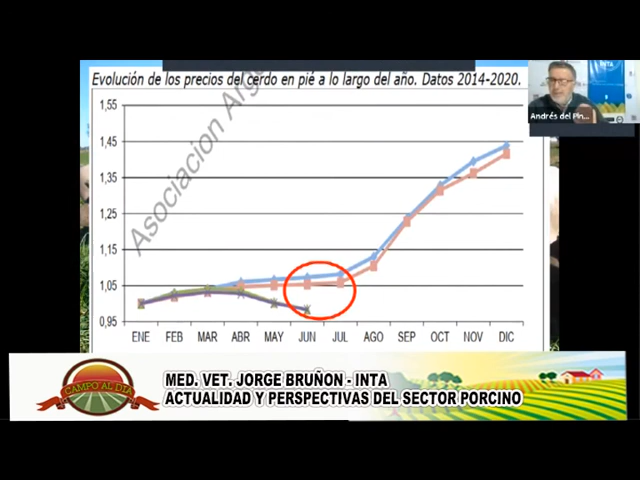 Evolución de los precios del cerdo en pié a lo largo del año. Datos 2014-2020.
INTA
Andrés del Pin...
Asociacion Arge
1,55
1,45
1,35
1,25
1,15
1,05
0,95
ENE FEB MAR ABR MAY JUN JUL AGO SEP OCT NOV DIC
CAMPO AL DIA
MED. VET. JORGE BRUÑON - INTA
ACTUALIDAD Y PERSPECTIVAS DEL SECTOR PORCINO